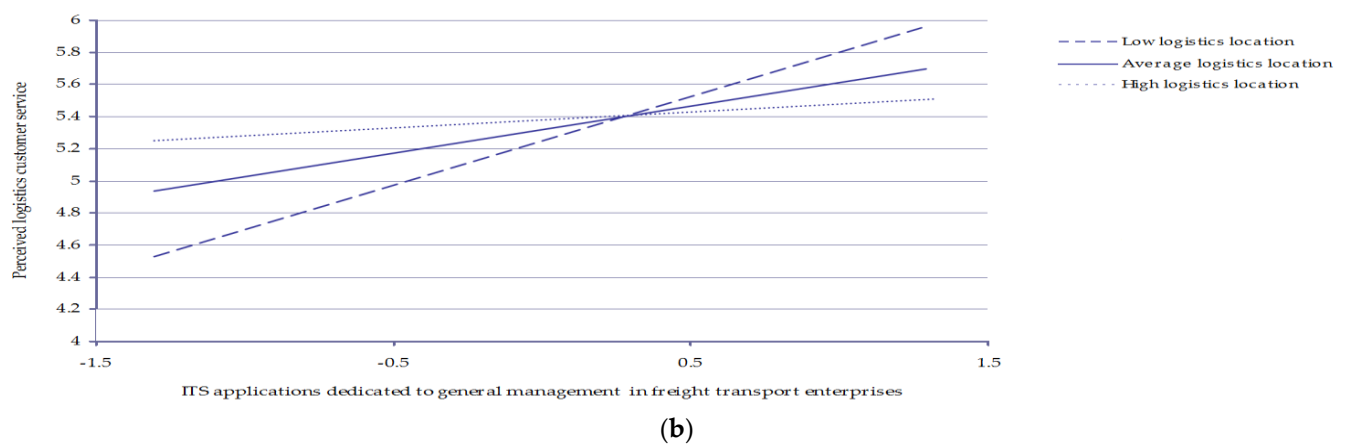 6
5.8
5.6
5.4
5.2
5
4.8
4.6
4.4
4.2
4
Perceived logistics customer service
-1.5 -0.5 0.5 1.5
ITS applications dedicated to general management in freight transport enterprises
Low logistics location
Average logistics location
High logistics location
(b)